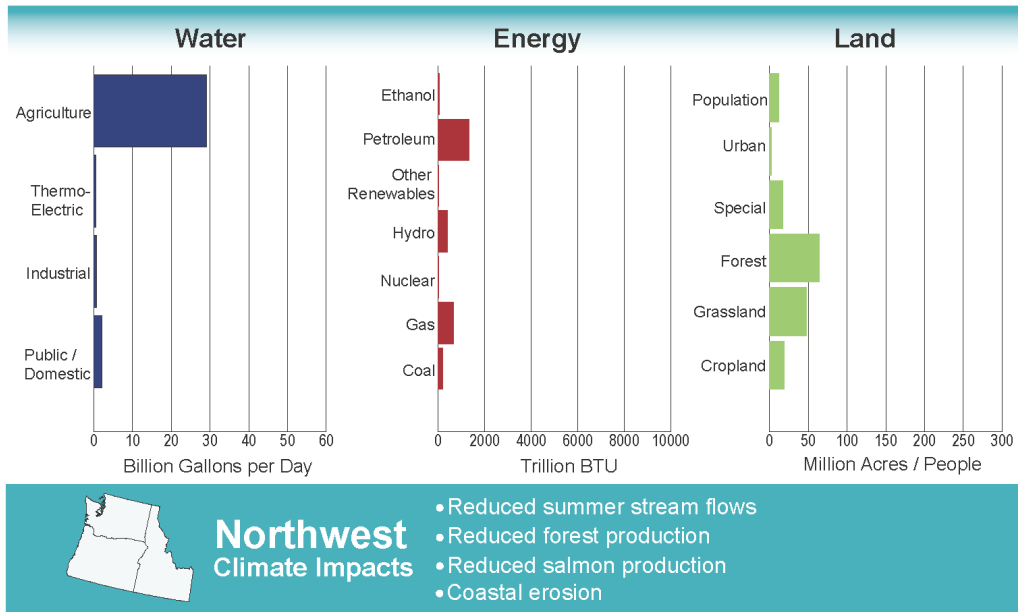 Water
Agriculture
Thermo-
Electric
Industrial
Public /
Domestic
0 10 20 30 40 50 60
Billion Gallons per Day
Energy
Ethanol
Petroleum
Other
Renewables
Hydro
Nuclear
Gas
Coal
0 2000 4000 6000 8000 10000
Trillion BTU
Land
Population
Urban
Special
Forest
Grassland
Cropland
0 50 100 150 200 250 300
Million Acres / People
Northwest
Climate Impacts
• Reduced summer stream flows
• Reduced forest production
• Reduced salmon production
• Coastal erosion